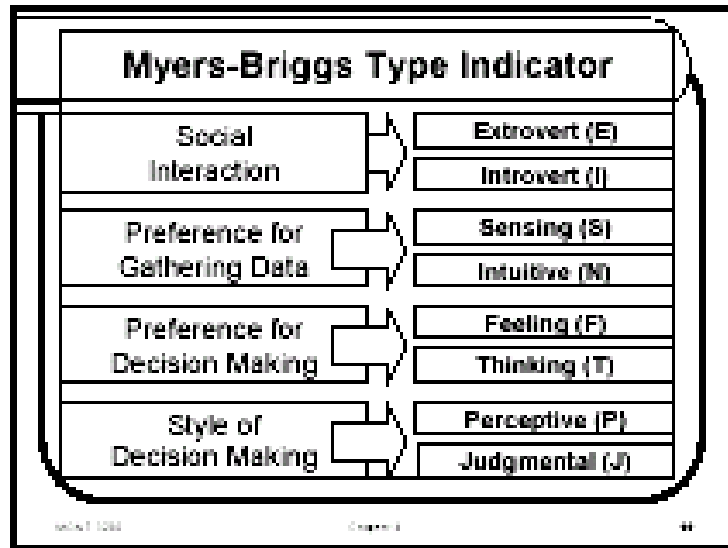 Myers-Briggs Type Indicator
Social
Interaction
Extrovert (E)
Introvert (I)
Preference for
Gathering Data
Sensing (S)
Intuitive (N)
Preference for
Decision Making
Feeling (F)
Thinking (T)
Style of
Decision Making
Perceptive (P)
Judgmental (J)